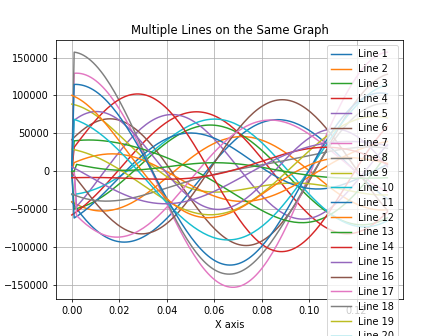 Multiple Lines on the Same Graph
150000
100000
50000
0
−50000
−100000
−150000
0.00
0.02
0.04
0.06
0.08
0.10
X axis
Line 1
Line 2
Line 3
Line 4
Line 5
Line 6
Line 7
Line 8
Line 9
Line 10
Line 11
Line 12
Line 13
Line 14
Line 15
Line 16
Line 17
Line 18
Line 19
Line 20